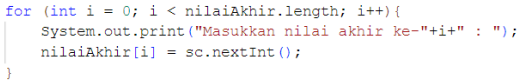 for (int i = 0; i < nilaiAkhir.length; i++){
    System.out.print("Masukkan nilai akhir ke-"+i+" : ");
    nilaiAkhir[i] = sc.nextInt();
}